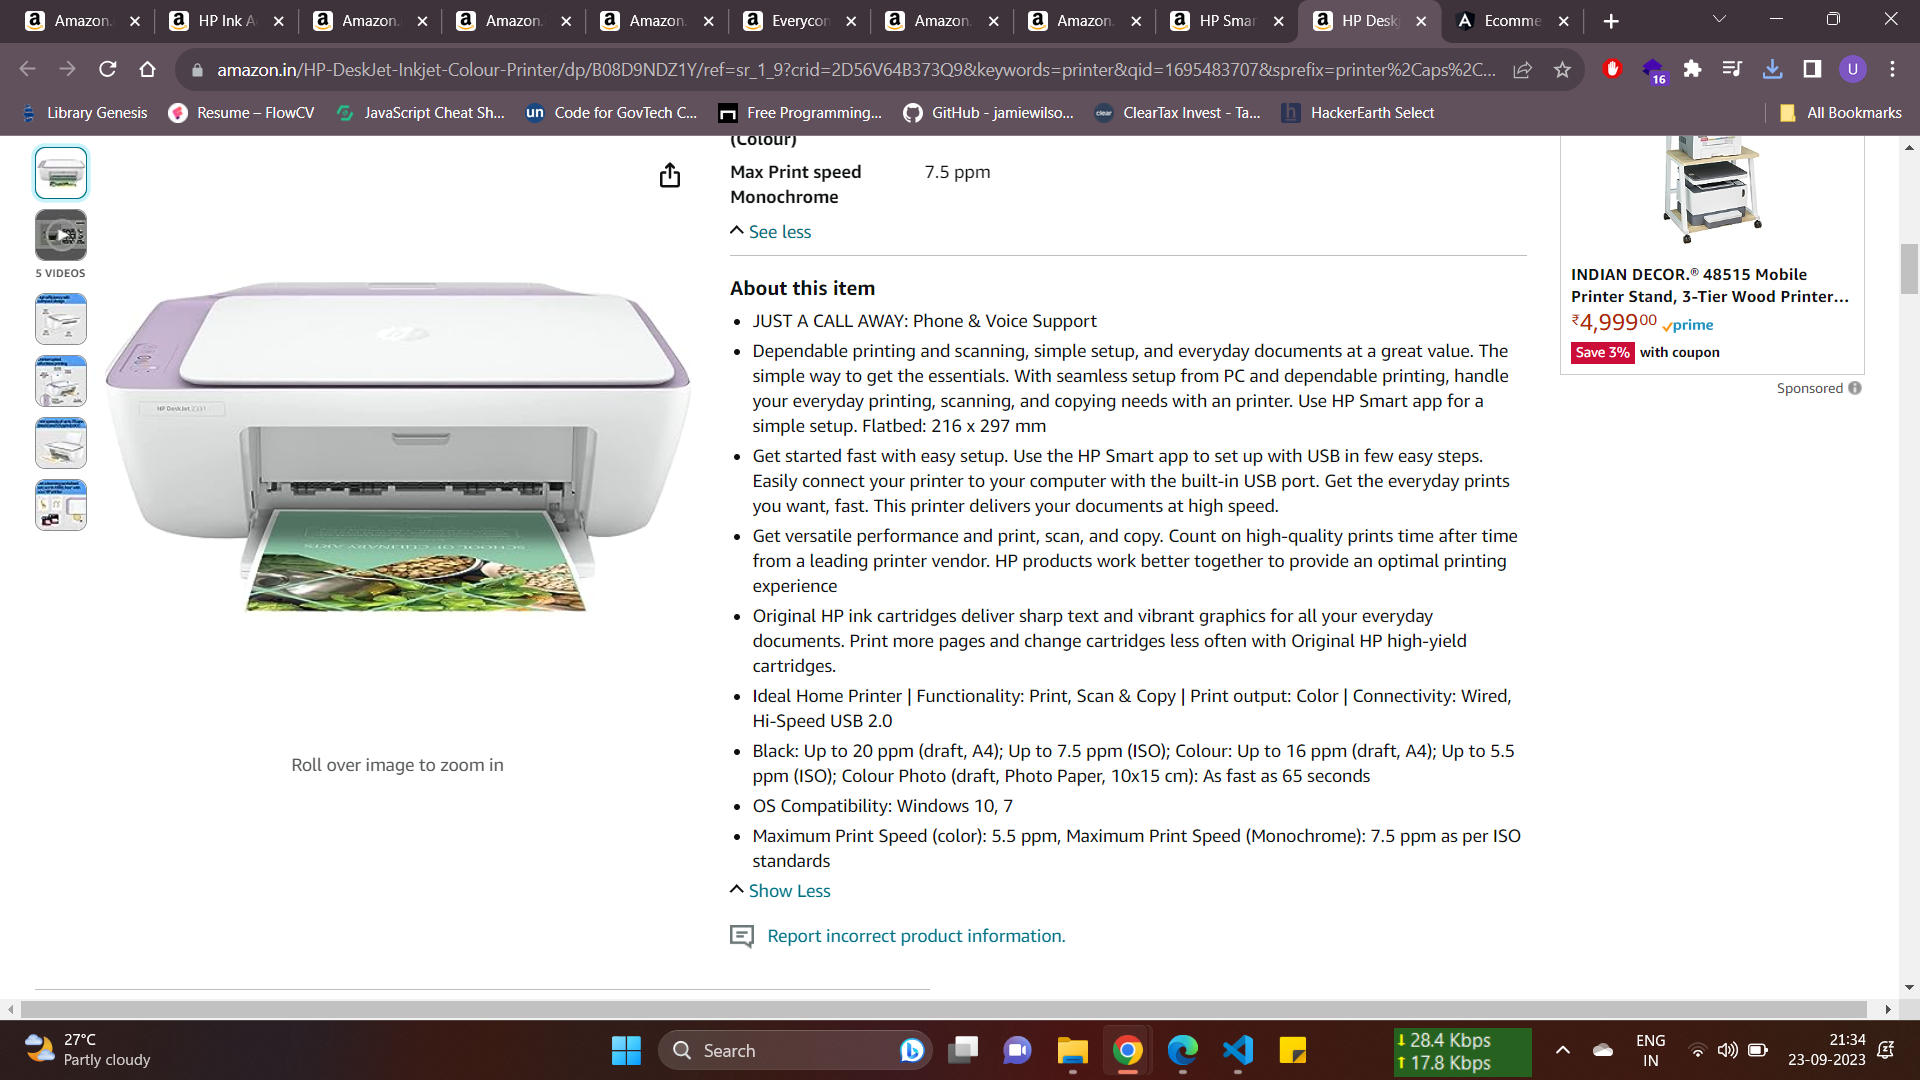 Amazon.
HP Ink A
Amazon.
Amazon.
Amazon.
Everycon
Amazon.
Amazon.
HP Smar
HP Desk
Ecomme
amazon.in/HP-DeskJet-Inkjet-Colour-Printer/dp/B08D9NDZ1Y/ref=sr_1_9?crid=2D56V64B373Q9&keywords=printer&qid=1695483707&sprefix=printer%2Caps%2C...
16
U
Library Genesis
Resume – FlowCV
JavaScript Cheat Sh...
un
Code for GovTech C...
Free Programming...
GitHub - jamiewilso...
clear
ClearTax Invest - Ta...
h
HackerEarth Select
All Bookmarks
5 VIDEOS
hp
HP DeskJet 2331
SCHOOL OF CULINARY ARTS
Roll over image to zoom in
(Colour)
Max Print speed
Monochrome
7.5 ppm
See less
About this item
• JUST A CALL AWAY: Phone & Voice Support
• Dependable printing and scanning, simple setup, and everyday documents at a great value. The
simple way to get the essentials. With seamless setup from PC and dependable printing, handle
your everyday printing, scanning, and copying needs with an printer. Use HP Smart app for a
simple setup. Flatbed: 216 x 297 mm
• Get started fast with easy setup. Use the HP Smart app to set up with USB in few easy steps.
Easily connect your printer to your computer with the built-in USB port. Get the everyday prints
you want, fast. This printer delivers your documents at high speed.
• Get versatile performance and print, scan, and copy. Count on high-quality prints time after time
from a leading printer vendor. HP products work better together to provide an optimal printing
experience
• Original HP ink cartridges deliver sharp text and vibrant graphics for all your everyday
documents. Print more pages and change cartridges less often with Original HP high-yield
cartridges.
• Ideal Home Printer | Functionality: Print, Scan & Copy | Print output: Color | Connectivity: Wired,
Hi-Speed USB 2.0
• Black: Up to 20 ppm (draft, A4); Up to 7.5 ppm (ISO); Colour: Up to 16 ppm (draft, A4); Up to 5.5
ppm (ISO); Colour Photo (draft, Photo Paper, 10x15 cm): As fast as 65 seconds
• OS Compatibility: Windows 10, 7
• Maximum Print Speed (color): 5.5 ppm, Maximum Print Speed (Monochrome): 7.5 ppm as per ISO
standards
Show Less
Report incorrect product information.
INDIAN DECOR.® 48515 Mobile
Printer Stand, 3-Tier Wood Printer...
₹4,99900 prime
Save 3% with coupon
Sponsored
27°C
Partly cloudy
Search
28.4 Kbps
17.8 Kbps
ENG
IN
21:34
23-09-2023